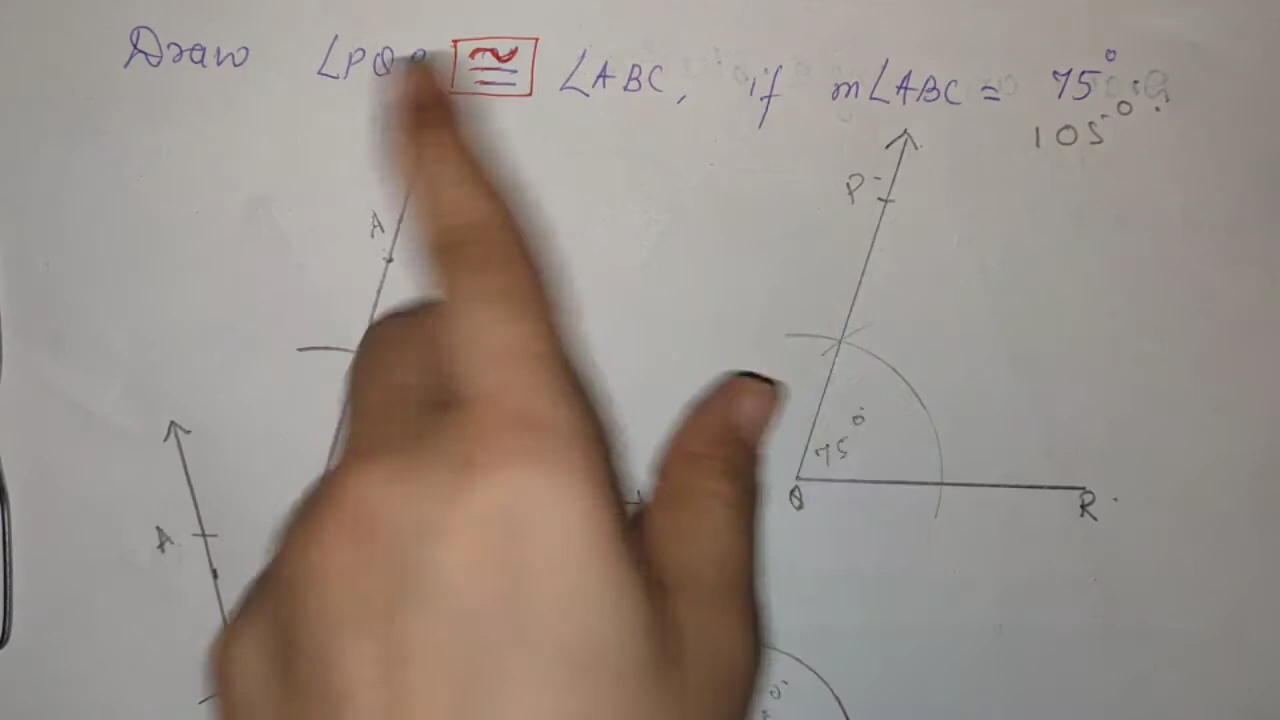 Draw ∠PQ ≅ ∠ABC, if m∠ABC = 75°
105°.
P
A
75°
Q R
A